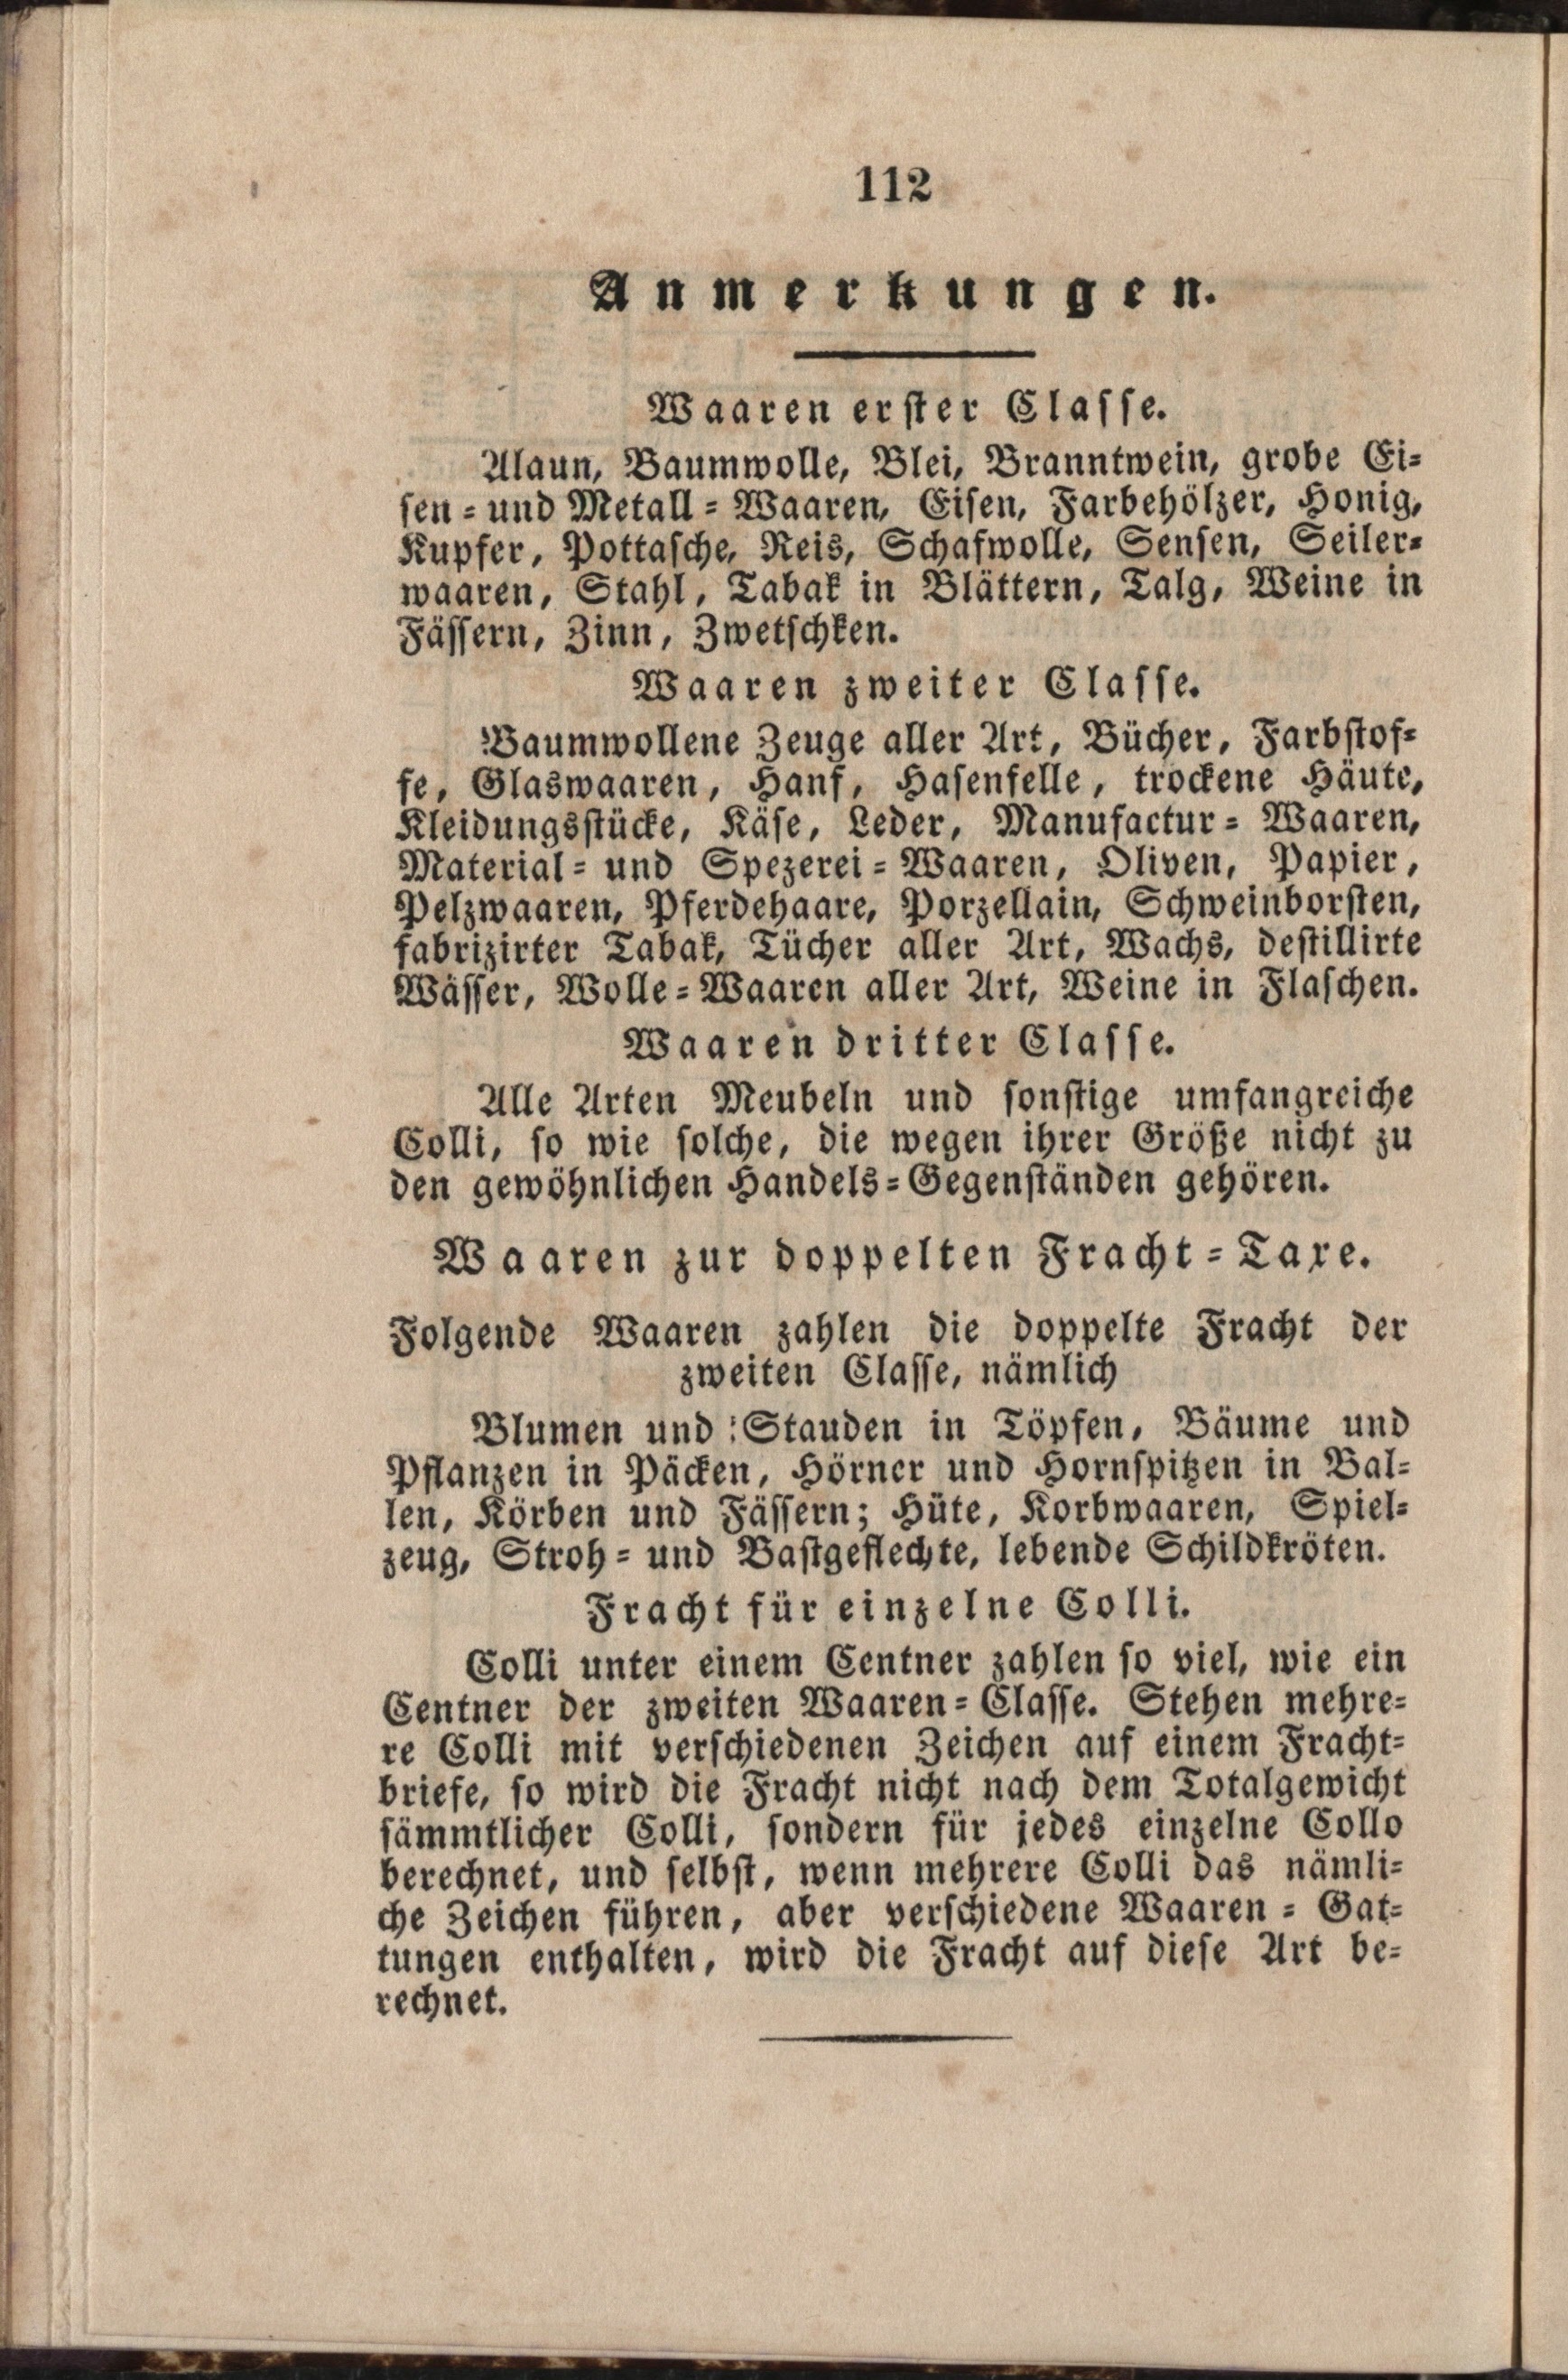 112
Anmerkungen.
Waaren erster Classe.
Alaun, Baumwolle, Blei, Branntwein, grobe Ei-
sen- und Metall-Waaren, Eisen, Farbehölzer, Honig,
Kupfer, Pottasche, Reis, Schafwolle, Sensen, Seiler-
waaren, Stahl, Tabak in Blättern, Talg, Weine in
Fässern, Zinn, Zwetschken.
Waaren zweiter Classe.
Baumwollene Zeuge aller Art, Bücher, Farbstof-
fe, Glaswaaren, Hanf, Hasenfelle, trockene Häute,
Kleidungsstücke, Käse, Leder, Manufactur-Waaren,
Material- und Spezerei-Waaren, Oliven, Papier,
Pelzwaaren, Pferdehaare, Porzellain, Schweinborsten,
fabrizirter Tabak, Tücher aller Art, Wachs, destillirte
Wässer, Wolle-Waaren aller Art, Weine in Flaschen.
Waaren dritter Classe.
Alle Arten Meubeln und sonstige umfangreiche
Colli, so wie solche, die wegen ihrer Größe nicht zu
den gewöhnlichen Handels-Gegenständen gehören.
Waaren zur doppelten Fracht-Taxe.
Folgende Waaren zahlen die doppelte Fracht der
zweiten Classe, nämlich
Blumen und Stauden in Töpfen, Bäume und
Pflanzen in Päcken, Hörner und Hornspitzen in Bal-
len, Körben und Fässern; Hüte, Korbwaaren, Spiel-
zeug, Stroh- und Bastgeflechte, lebende Schildkröten.
Fracht für einzelne Colli.
Colli unter einem Centner zahlen so viel, wie ein
Centner der zweiten Waaren-Classe. Stehen mehre-
re Colli mit verschiedenen Zeichen auf einem Fracht-
briefe, so wird die Fracht nicht nach dem Totalgewicht
sämmtlicher Colli, sondern für jedes einzelne Collo
berechnet, und selbst, wenn mehrere Colli das nämli-
che Zeichen führen, aber verschiedene Waaren-Gat-
tungen enthalten, wird die Fracht auf diese Art be-
rechnet.